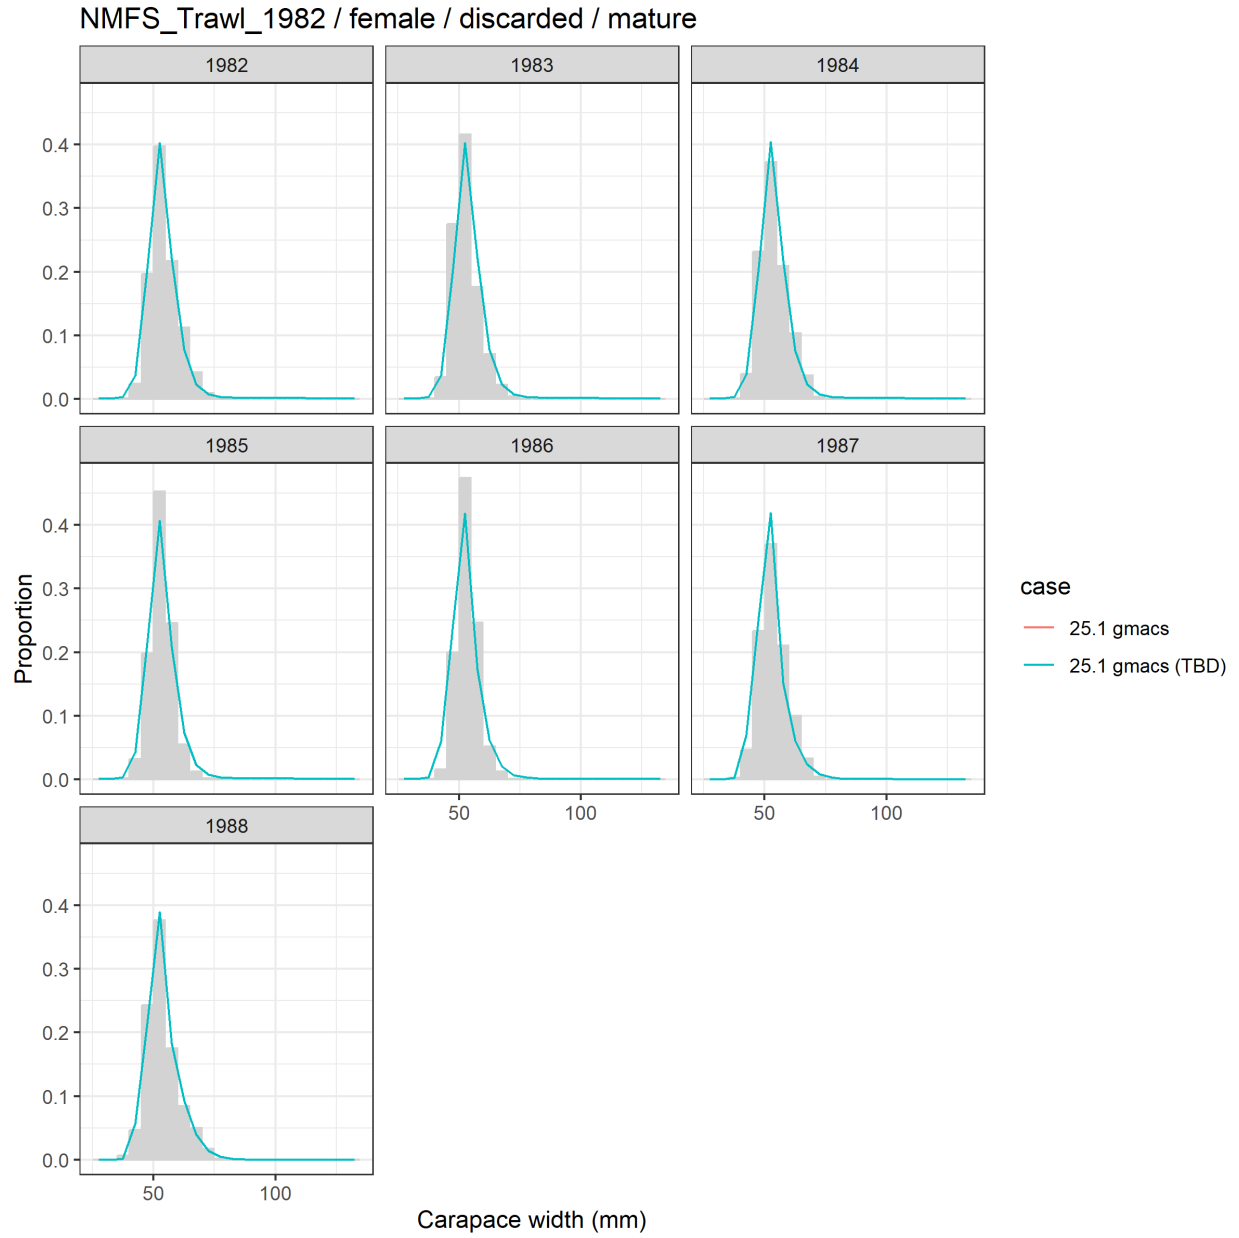 NMFS_Trawl_1982 / female / discarded / mature
1982 1983 1984
0.4
0.3
0.2
0.1
0.0
1985 1986 1987
0.4
0.3
0.2
0.1
0.0
50 100 50 100
1988
0.4
0.3
0.2
0.1
0.0
50 100
Proportion
Carapace width (mm)
case
25.1 gmacs
25.1 gmacs (TBD)